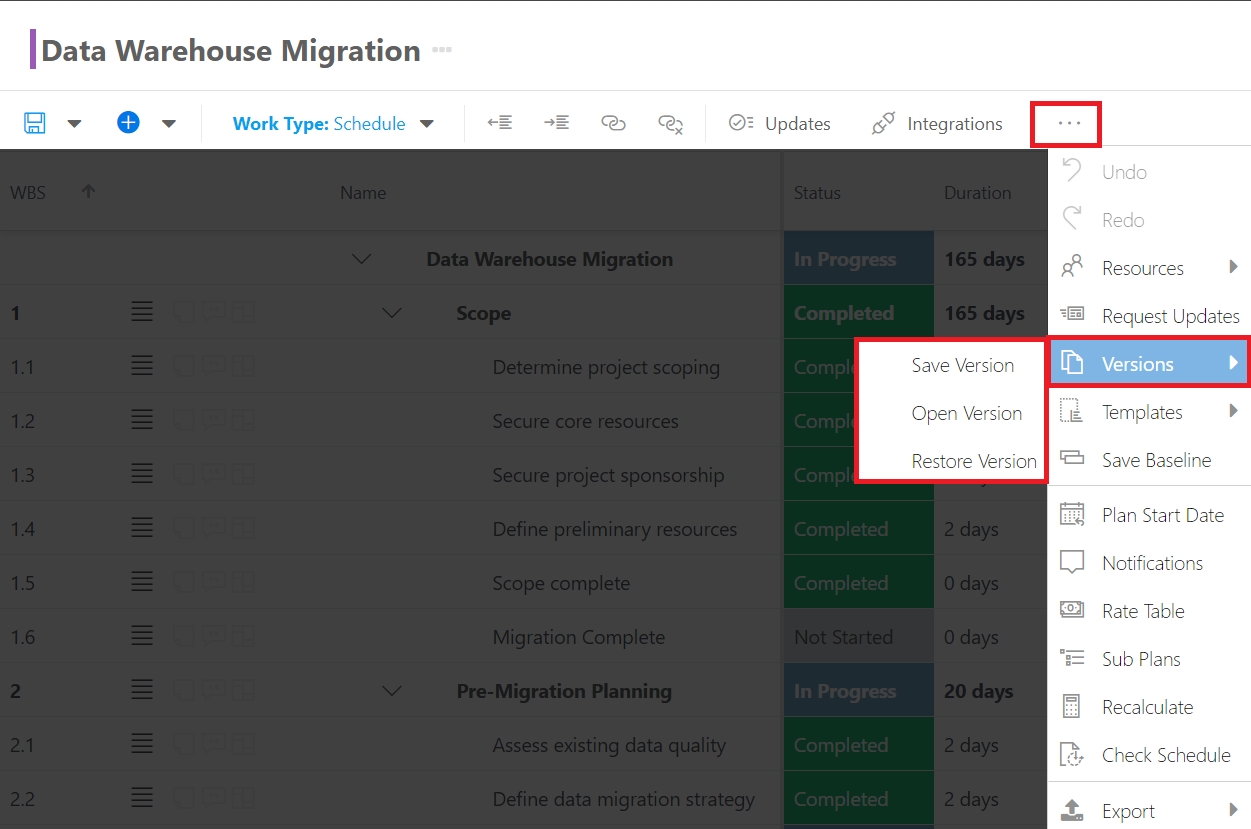 Data Warehouse Migration ...
Work Type: Schedule Updates Integrations ...
WBS Name Status Duration
Data Warehouse Migration In Progress 165 days
1 Scope Completed 165 days
1.1 Determine project scoping
1.2 Secure core resources
1.3 Secure project sponsorship
1.4 Define preliminary resources Completed 2 days
1.5 Scope complete Completed 0 days
1.6 Migration Complete Not Started 0 days
2 Pre-Migration Planning In Progress 20 days
2.1 Assess existing data quality Completed 2 days
2.2 Define data migration strategy Completed 2 days
Save Version
Open Version
Restore Version
Undo
Redo
Resources
Request Updates
Versions
Templates
Save Baseline
Plan Start Date
Notifications
Rate Table
Sub Plans
Recalculate
Check Schedule
Export